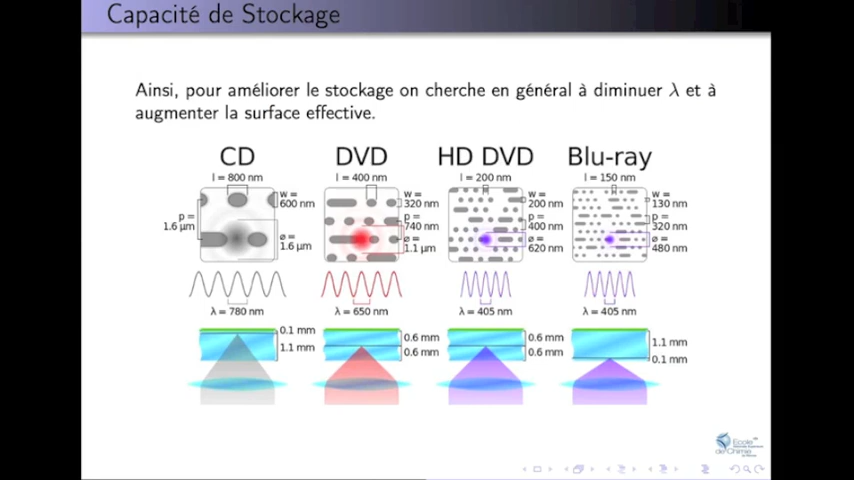 Capacité de Stockage
Ainsi, pour améliorer le stockage on cherche en général à diminuer λ et à
augmenter la surface effective.
CD
l = 800 nm
w =
600 nm
p =
1.6 µm
ø =
1.6 µm
λ = 780 nm
0.1 mm
1.1 mm
DVD
l = 400 nm
w =
320 nm
p =
740 nm
ø =
1.1 µm
λ = 650 nm
0.6 mm
0.6 mm
HD DVD
l = 200 nm
w =
200 nm
p =
400 nm
ø =
620 nm
λ = 405 nm
0.6 mm
0.6 mm
Blu-ray
l = 150 nm
w =
130 nm
p =
320 nm
ø =
480 nm
λ = 405 nm
1.1 mm
0.1 mm
Ecole
de Chimie